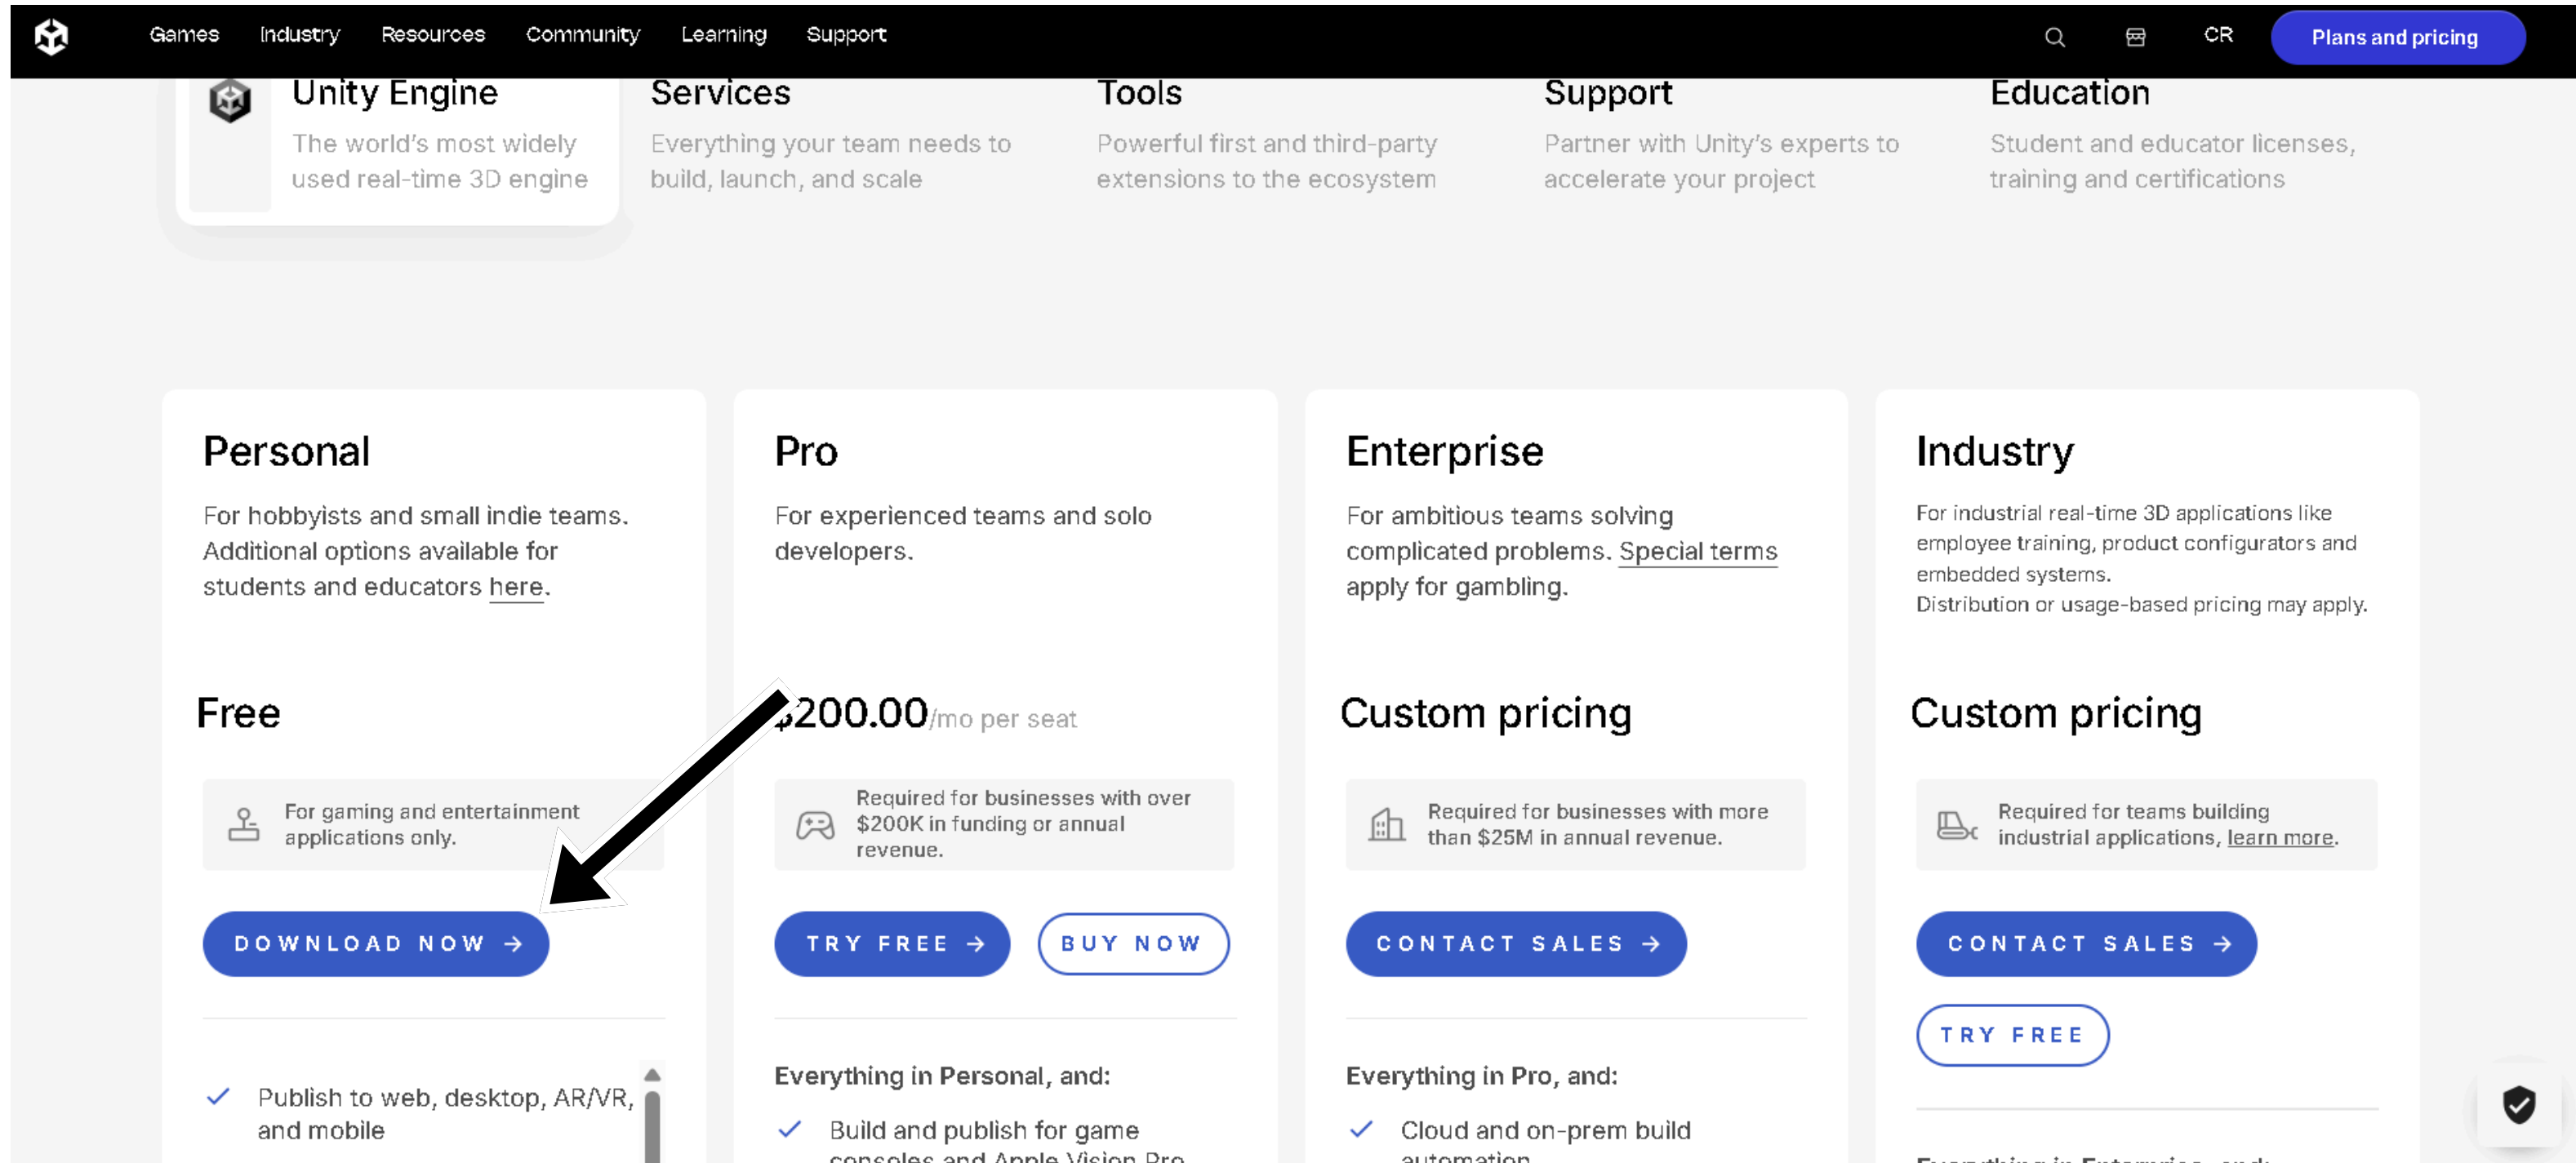 Games Industry Resources Community Learning Support CR Plans and pricing
Unity Engine
The world's most widely
used real-time 3D engine
Services
Everything your team needs to
build, launch, and scale
Tools
Powerful first and third-party
extensions to the ecosystem
Support
Partner with Unity's experts to
accelerate your project
Education
Student and educator licenses,
training and certifications
Personal
For hobbyists and small indie teams.
Additional options available for
students and educators here.
Free
For gaming and entertainment
applications only.
DOWNLOAD NOW →
Publish to web, desktop, AR/VR,
and mobile
Pro
For experienced teams and solo
developers.
$200.00/mo per seat
Required for businesses with over
$200K in funding or annual
revenue.
TRY FREE →
BUY NOW
Everything in Personal, and:
Build and publish for game
consoles and Apple Vision Pro
Enterprise
For ambitious teams solving
complicated problems. Special terms
apply for gambling.
Custom pricing
Required for businesses with more
than $25M in annual revenue.
CONTACT SALES →
Everything in Pro, and:
Cloud and on-prem build
automation
Industry
For industrial real-time 3D applications like
employee training, product configurators and
embedded systems.
Distribution or usage-based pricing may apply.
Custom pricing
Required for teams building
industrial applications, learn more.
CONTACT SALES →
TRY FREE
Everything in Enterprise, and: